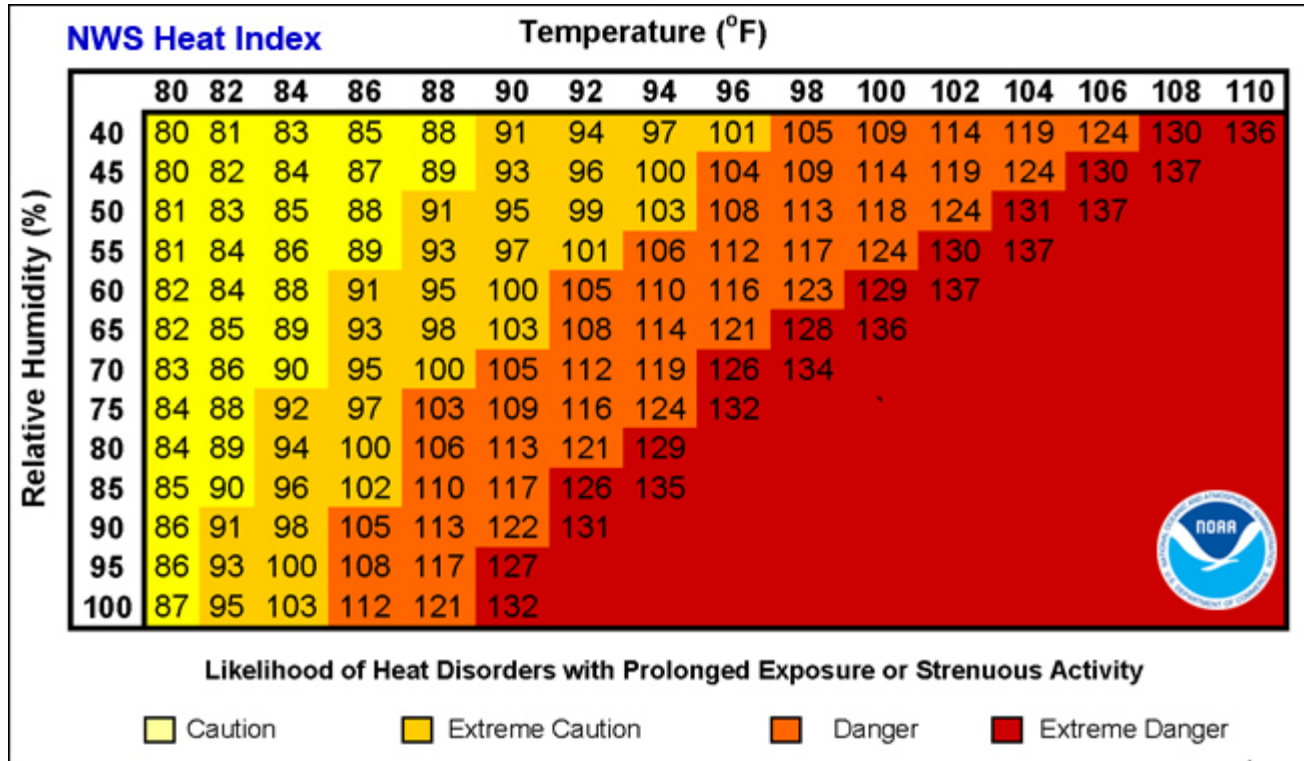 NWS Heat Index
Temperature (°F)
80 82 84 86 88 90 92 94 96 98 100 102 104 106 108 110
Relative Humidity (%)
40 80 81 83 85 88 91 94 97 101 105 109 114 119 124 130 136
45 80 82 84 87 89 93 96 100 104 109 114 119 124 130 137
50 81 83 85 88 91 95 99 103 108 113 118 124 131 137
55 81 84 86 89 93 97 101 106 112 117 124 130 137
60 82 84 88 91 95 100 105 110 116 123 129 137
65 82 85 89 93 98 103 108 114 121 128 136
70 83 86 90 95 100 105 112 119 126 134
75 84 88 92 97 103 109 116 124 132
80 84 89 94 100 106 113 121 129
85 85 90 96 102 110 117 126 135
90 86 91 98 105 113 122 131
95 86 93 100 108 117 127
100 87 95 103 112 121 132
NATIONAL OCEANIC AND ATMOSPHERIC ADMINISTRATION
NOAA
U.S. DEPARTMENT OF COMMERCE
Likelihood of Heat Disorders with Prolonged Exposure or Strenuous Activity
Caution Extreme Caution Danger Extreme Danger